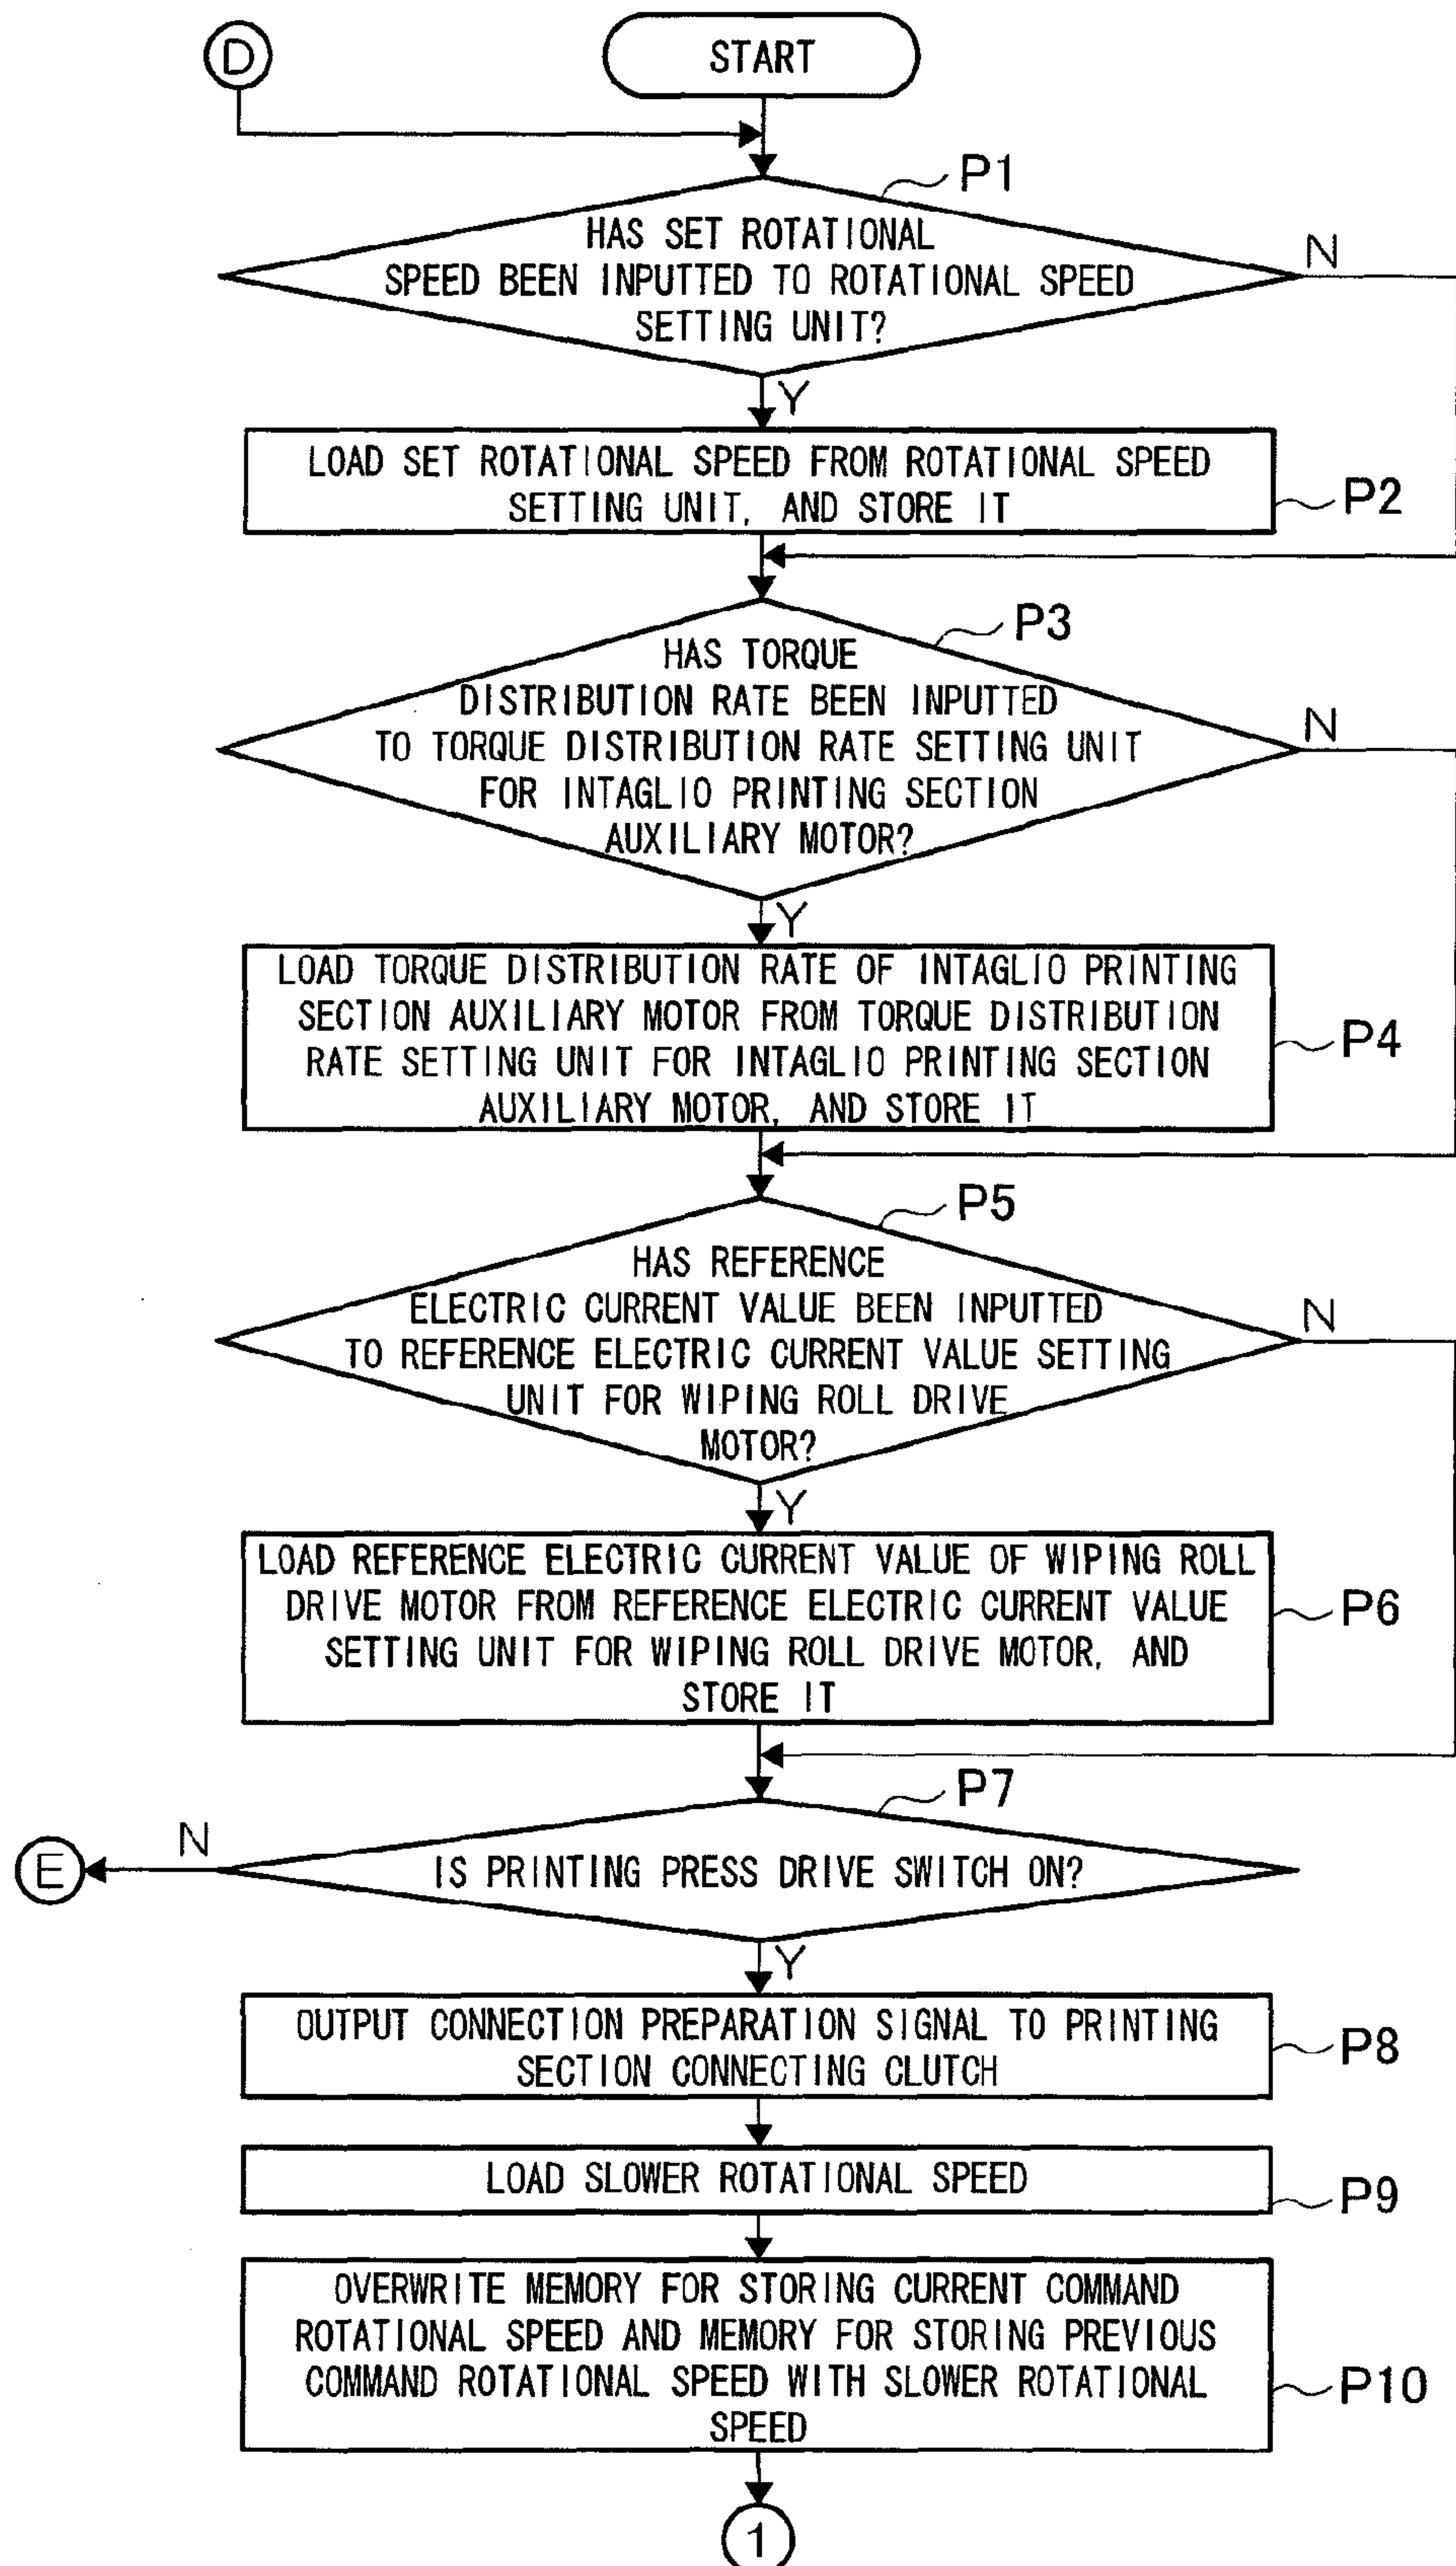 D
START
P1
HAS SET ROTATIONAL
SPEED BEEN INPUTTED TO ROTATIONAL SPEED
SETTING UNIT?
N
Y
LOAD SET ROTATIONAL SPEED FROM ROTATIONAL SPEED
SETTING UNIT, AND STORE IT
P2
P3
HAS TORQUE
DISTRIBUTION RATE BEEN INPUTTED
TO TORQUE DISTRIBUTION RATE SETTING UNIT
FOR INTAGLIO PRINTING SECTION
AUXILIARY MOTOR?
N
Y
LOAD TORQUE DISTRIBUTION RATE OF INTAGLIO PRINTING
SECTION AUXILIARY MOTOR FROM TORQUE DISTRIBUTION
RATE SETTING UNIT FOR INTAGLIO PRINTING SECTION
AUXILIARY MOTOR, AND STORE IT
P4
P5
HAS REFERENCE
ELECTRIC CURRENT VALUE BEEN INPUTTED
TO REFERENCE ELECTRIC CURRENT VALUE SETTING
UNIT FOR WIPING ROLL DRIVE
MOTOR?
N
Y
LOAD REFERENCE ELECTRIC CURRENT VALUE OF WIPING ROLL
DRIVE MOTOR FROM REFERENCE ELECTRIC CURRENT VALUE
SETTING UNIT FOR WIPING ROLL DRIVE MOTOR, AND
STORE IT
P6
P7
N
E
IS PRINTING PRESS DRIVE SWITCH ON?
Y
OUTPUT CONNECTION PREPARATION SIGNAL TO PRINTING
SECTION CONNECTING CLUTCH
P8
LOAD SLOWER ROTATIONAL SPEED
P9
OVERWRITE MEMORY FOR STORING CURRENT COMMAND
ROTATIONAL SPEED AND MEMORY FOR STORING PREVIOUS
COMMAND ROTATIONAL SPEED WITH SLOWER ROTATIONAL
SPEED
P10
1